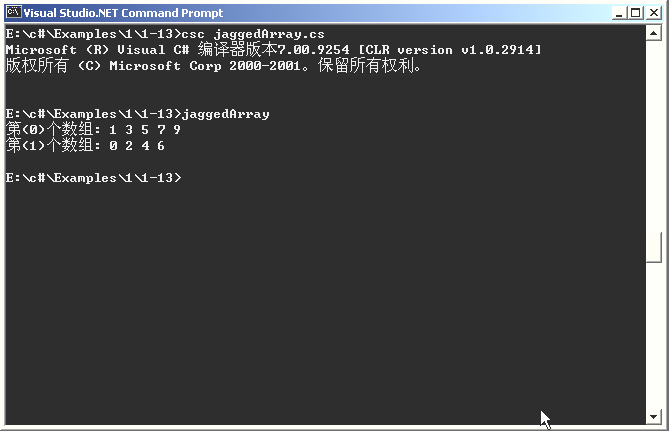 Visual Studio.NET Command Prompt
E:\c#\Examples\1\1-13>csc jaggedArray.cs
Microsoft (R) Visual C# 编译器版本7.00.9254 [CLR version v1.0.2914]
版权所有 (C) Microsoft Corp 2000-2001。保留所有权利。
E:\c#\Examples\1\1-13>jaggedArray
第(0)个数组: 1 3 5 7 9
第(1)个数组: 0 2 4 6
E:\c#\Examples\1\1-13>